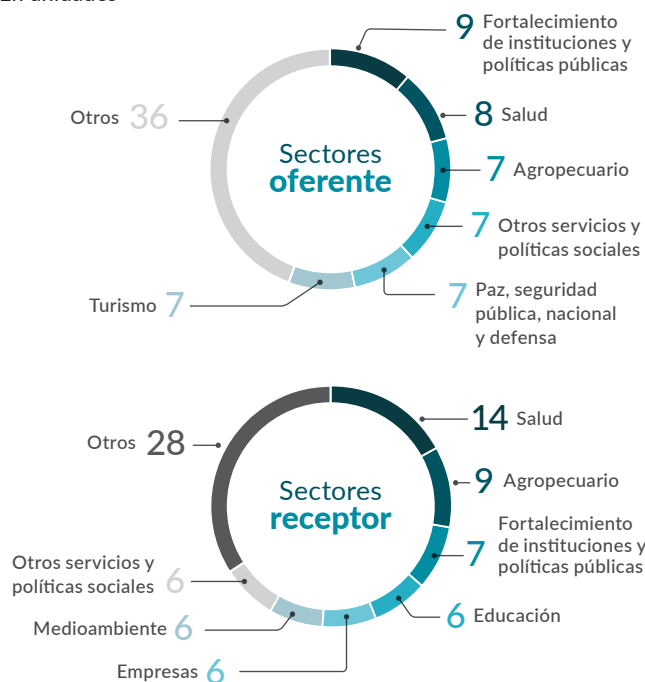 En unidades
9 Fortalecimiento
de instituciones y
políticas públicas
8 Salud
7 Agropecuario
7 Otros servicios y
políticas sociales
7 Paz, seguridad
pública, nacional
y defensa
Turismo 7
Otros 36
Sectores
oferente
14 Salud
9 Agropecuario
7 Fortalecimiento
de instituciones y
políticas públicas
6 Educación
Empresas 6
Medioambiente 6
Otros servicios y
políticas sociales 6
Otros 28
Sectores
receptor